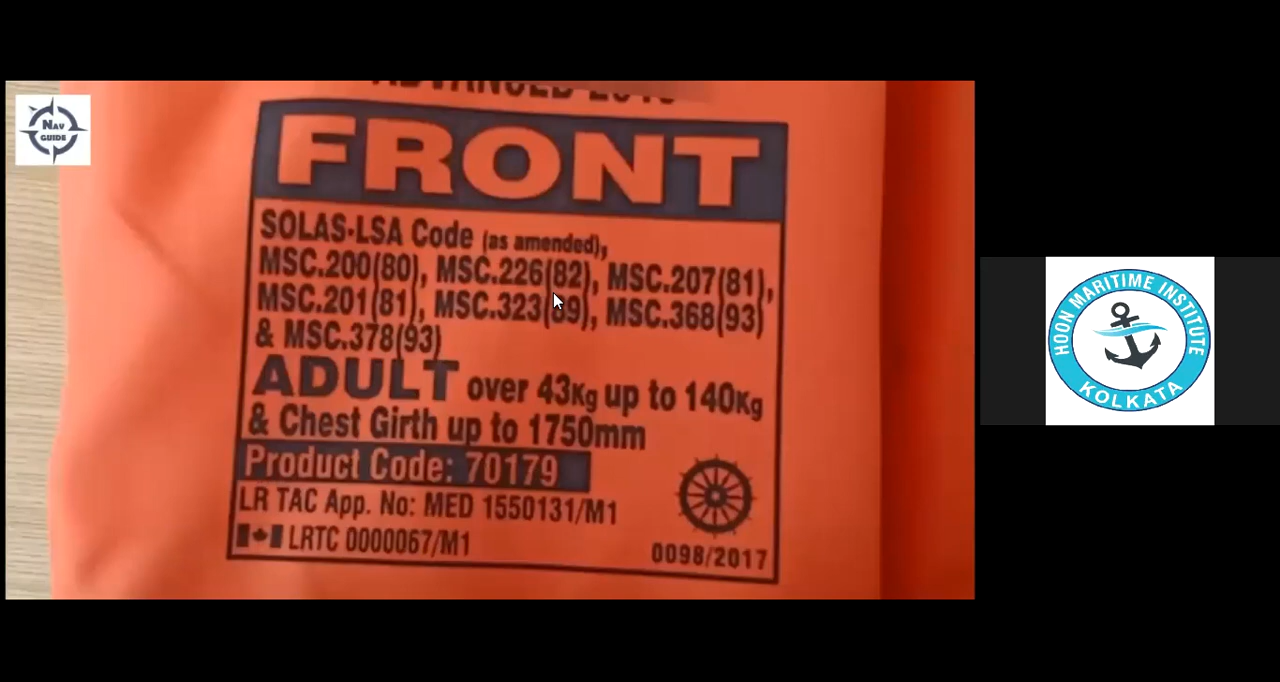 NAV
GUIDE
FRONT
SOLAS-LSA Code (as amended),
MSC.200(80), MSC.226(82), MSC.207(81),
MSC.201(81), MSC.323(89), MSC.368(93)
& MSC.378(93)
ADULT over 43Kg up to 140Kg
& Chest Girth up to 1750mm
Product Code: 70179
LR TAC App. No: MED 1550131/M1
LRTC 0000067/M1
0098/2017
HOON MARITIME INSTITUTE
KOLKATA